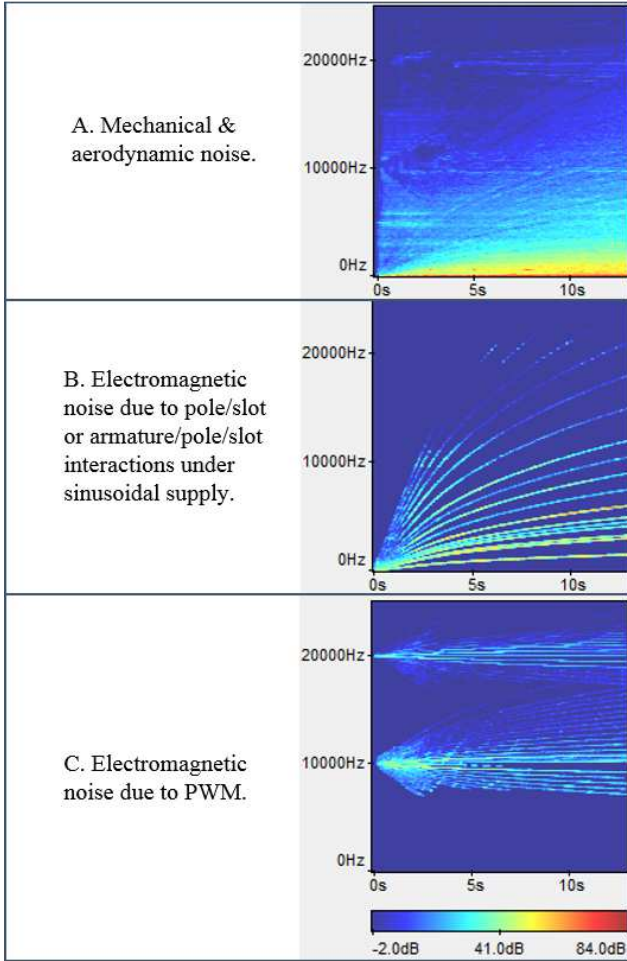 A. Mechanical &
aerodynamic noise.
20000Hz
10000Hz
0Hz
0s 5s 10s
B. Electromagnetic
noise due to pole/slot
or armature/pole/slot
interactions under
sinusoidal supply.
20000Hz
10000Hz
0Hz
0s 5s 10s
C. Electromagnetic
noise due to PWM.
20000Hz
10000Hz
0Hz
0s 5s 10s
-2.0dB 41.0dB 84.0dB